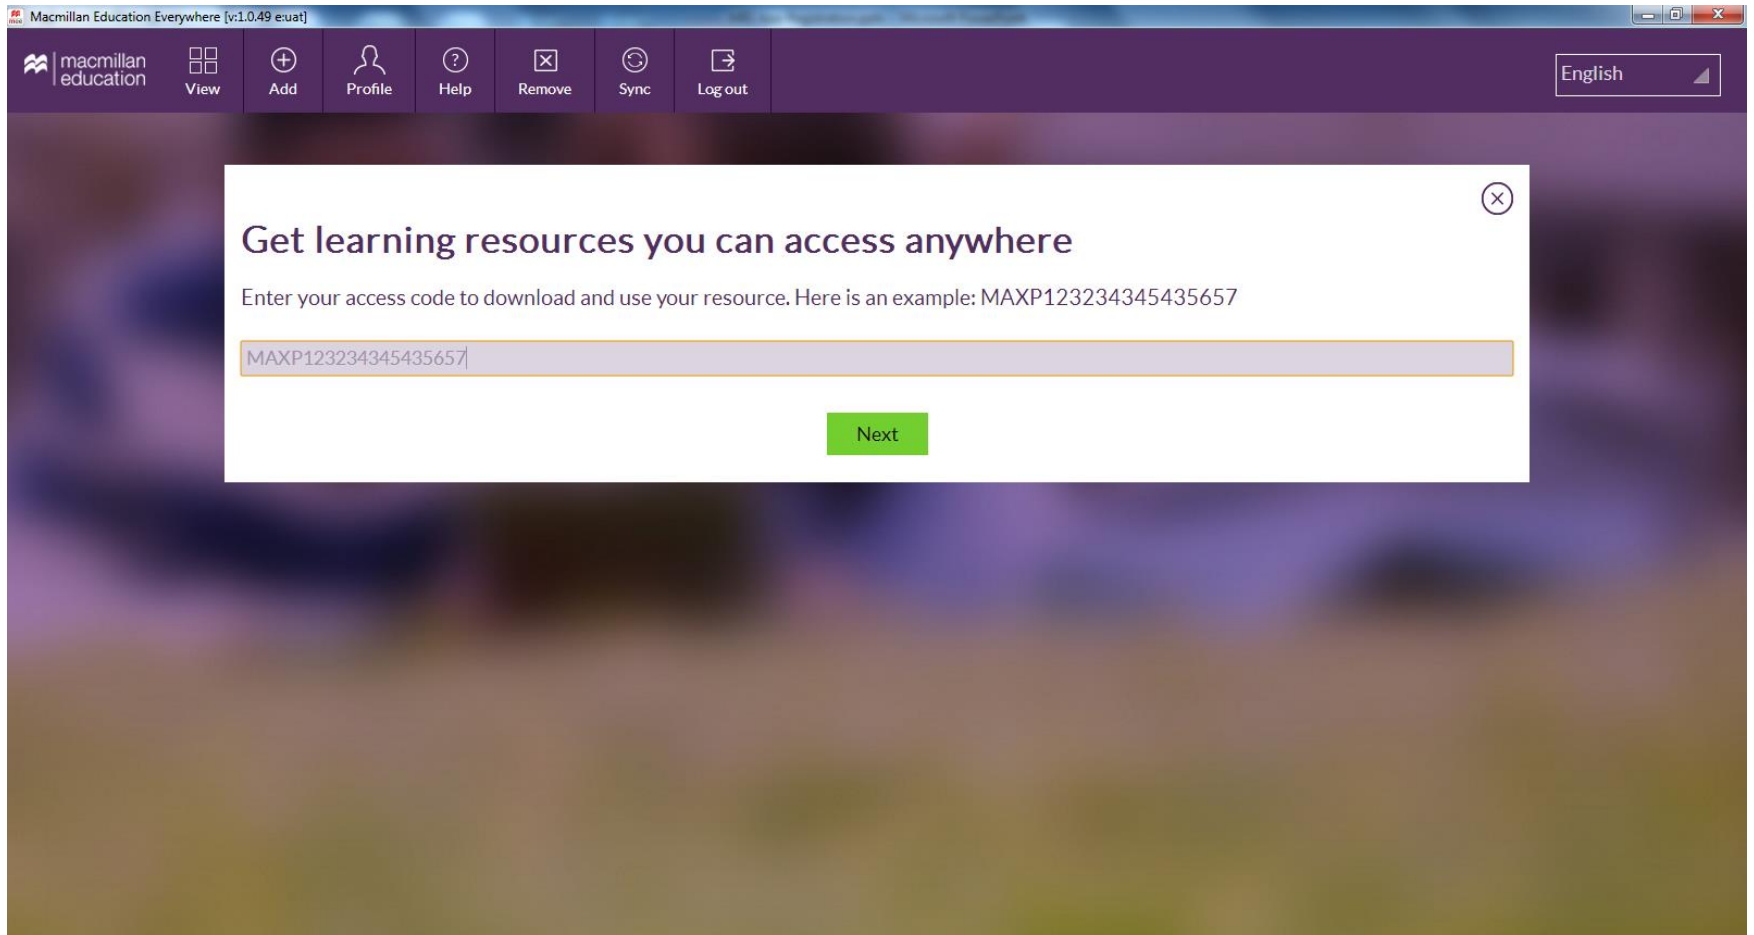 Macmillan Education Everywhere [v:1.0.49 e:uat]
macmillan
education
View
Add
Profile
Help
Remove
Sync
Log out
English
Get learning resources you can access anywhere
Enter your access code to download and use your resource. Here is an example: MAXP123234345435657
MAXP123234345435657
Next